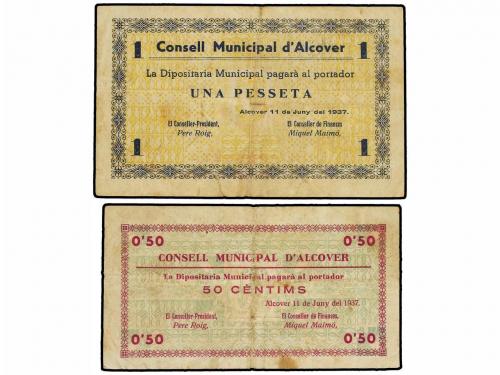 1 Consell Municipal d'Alcover 1
La Dipositaria Municipal pagarà al portador
UNA PESSETA
Alcover 11 de Juny del 1937.
El Conseller-President, El Conseller de Finances
Pere Roig, Miquel Maimó,
1 1
0'50 0'50
CONSELL MUNICIPAL D'ALCOVER
La Dipositaria Municipal pagarà al portador
50 CÈNTIMS
Alcover 11 de Juny del 1937.
El Conseller-President, El Conseller de Finances,
Pere Roig, Miquel Maimó,
0'50 0'50